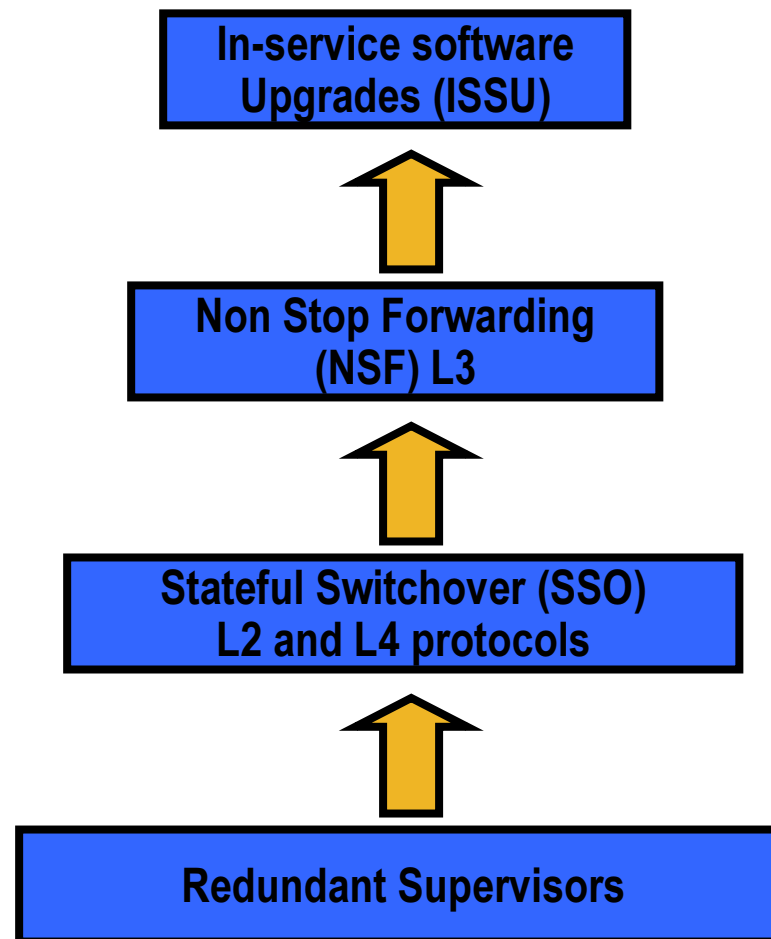 In-service software
Upgrades (ISSU)
Non Stop Forwarding
(NSF) L3
Stateful Switchover (SSO)
L2 and L4 protocols
Redundant Supervisors